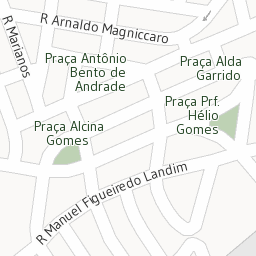 R Arnaldo Magniccaro
R Marianos
Praça Antônio
Bento de
Andrade
Praça Alda
Garrido
Praça Prf.
Hélio
Gomes
Praça Alcina
Gomes
R Manuel Figueiredo Landim